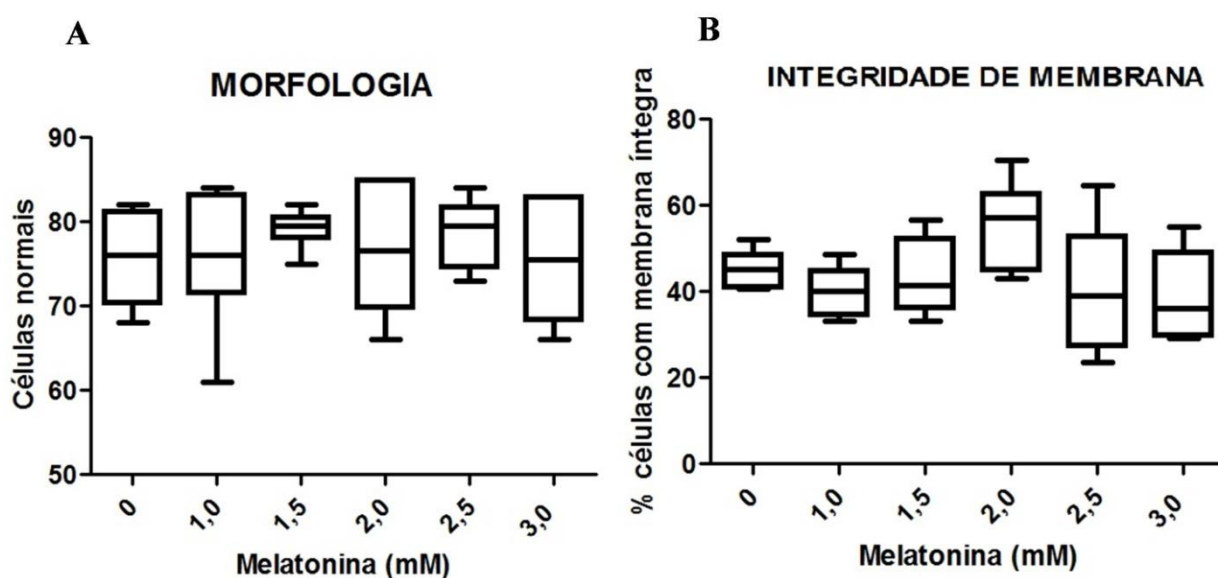 A
MORFOLOGIA
Células normais
90
80
70
60
50
0
1,0
1,5
2,0
2,5
3,0
Melatonina (mM)
B
INTEGRIDADE DE MEMBRANA
% células com membrana íntegra
80
60
40
20
0
0
1,0
1,5
2,0
2,5
3,0
Melatonina (mM)